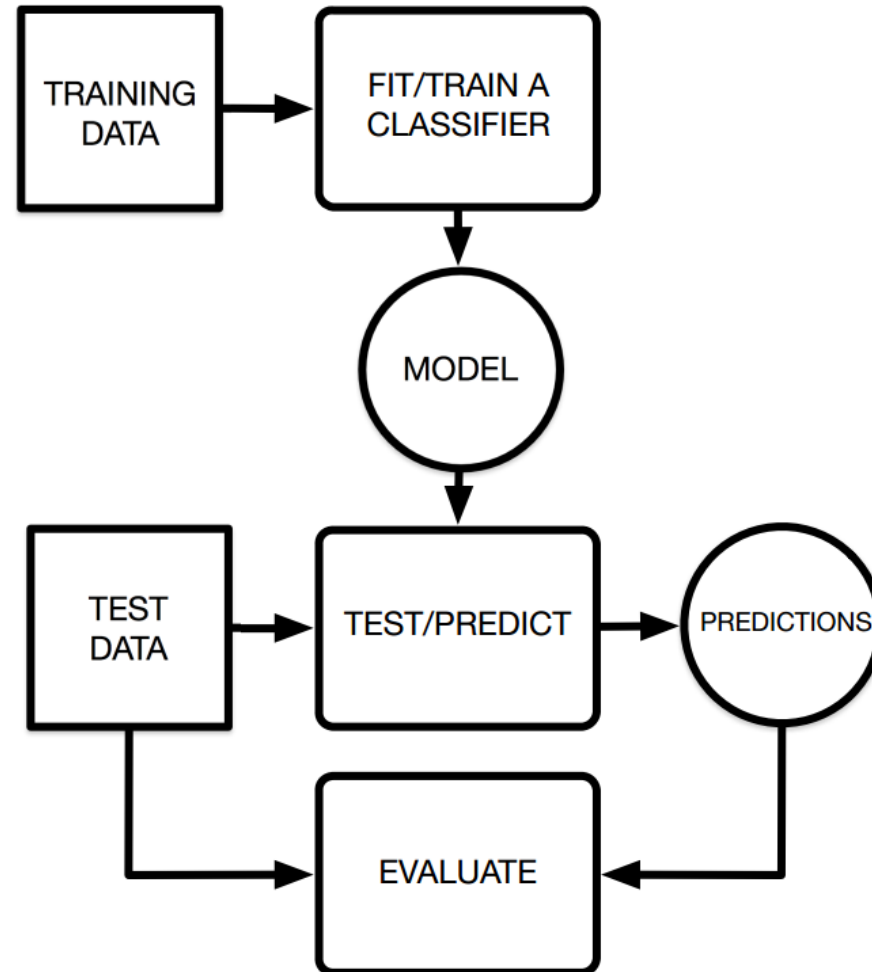 TRAINING
DATA
FIT/TRAIN A
CLASSIFIER
MODEL
TEST
DATA
TEST/PREDICT
PREDICTIONS
EVALUATE